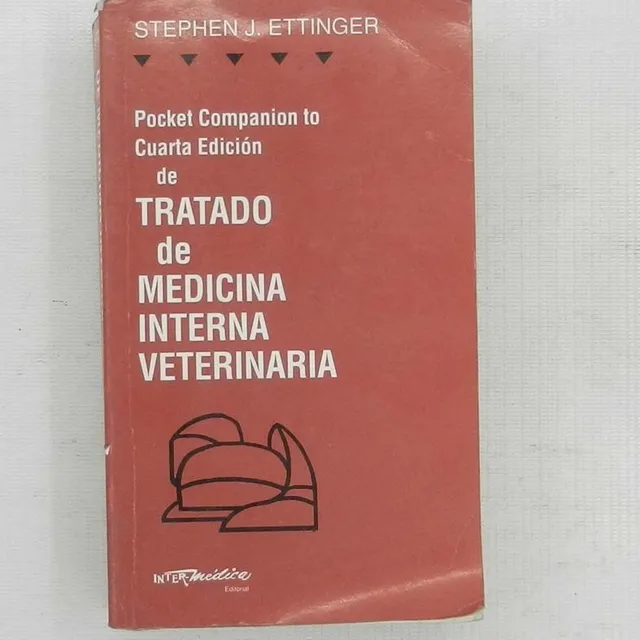 STEPHEN J. ETTINGER
Pocket Companion to
Cuarta Edición
de
TRATADO
de
MEDICINA
INTERNA
VETERINARIA
INTER-Médica
Editorial